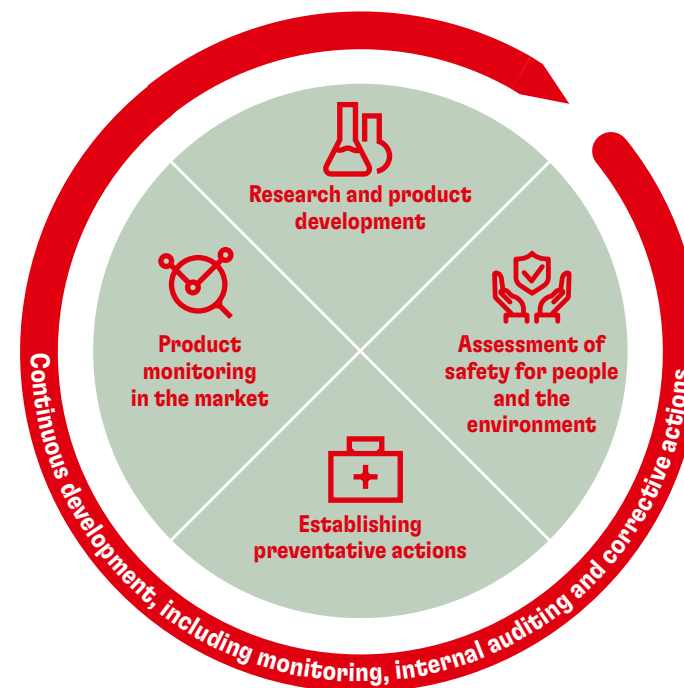 Research and product
development
Assessment of
safety for people
and the
environment
Establishing
preventative actions
Product
monitoring
in the market
Continuous development, including monitoring, internal auditing and corrective actions